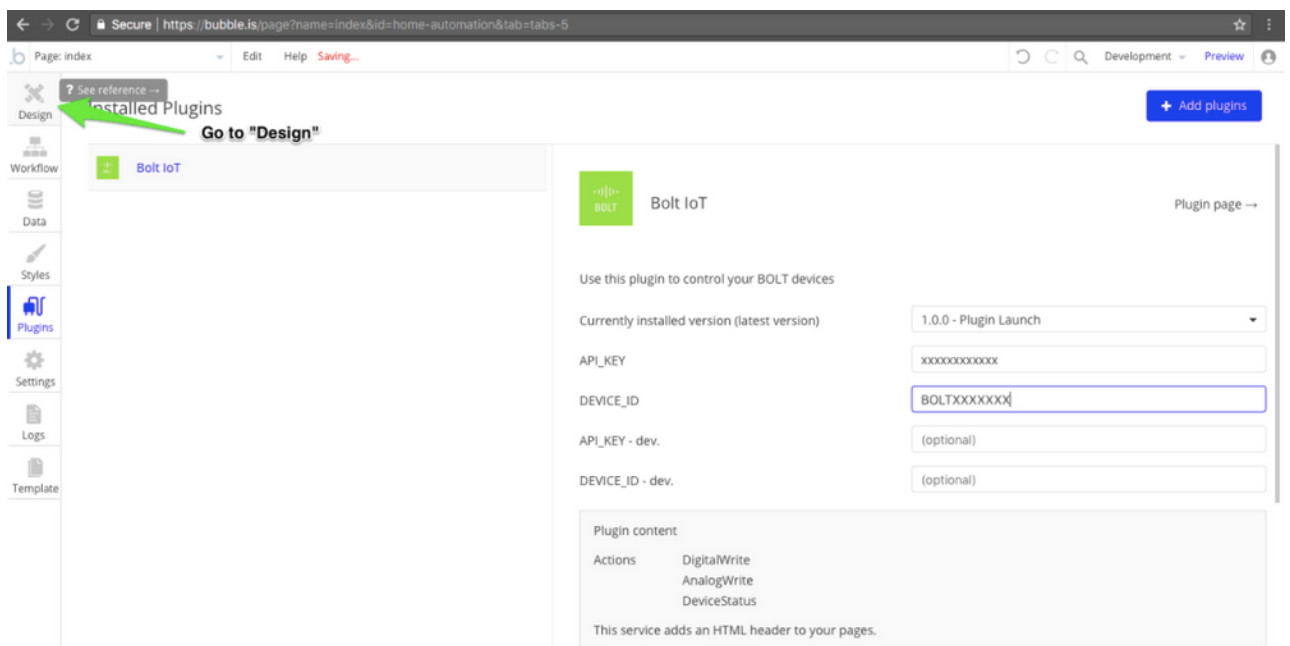 Secure | https://bubble.is/page?name=index&id=home-automation&tab=tabs-5
Page: index Edit Help Saving... Development Preview
? See reference →
Design
Installed Plugins
+ Add plugins
Go to "Design"
Workflow
Bolt IoT
BOLT
Bolt IoT
Plugin page →
Data
Styles
Use this plugin to control your BOLT devices
Plugins
Currently installed version (latest version) 1.0.0 - Plugin Launch
API_KEY xxxxxxxxxxxx
Settings
DEVICE_ID BOLTXXXXXXX
Logs
API_KEY - dev. (optional)
Template
DEVICE_ID - dev. (optional)
Plugin content
Actions DigitalWrite
AnalogWrite
DeviceStatus
This service adds an HTML header to your pages.